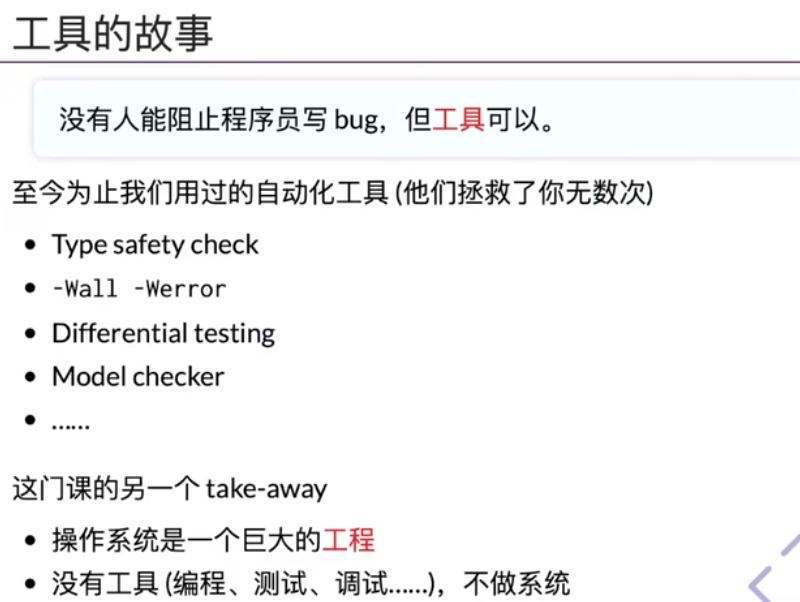 工具的故事
没有人能阻止程序员写 bug，但工具可以。
至今为止我们用过的自动化工具 (他们拯救了你无数次)
• Type safety check
• -Wall -Werror
• Differential testing
• Model checker
• ……
这门课的另一个 take-away
• 操作系统是一个巨大的工程
• 没有工具 (编程、测试、调试……)，不做系统